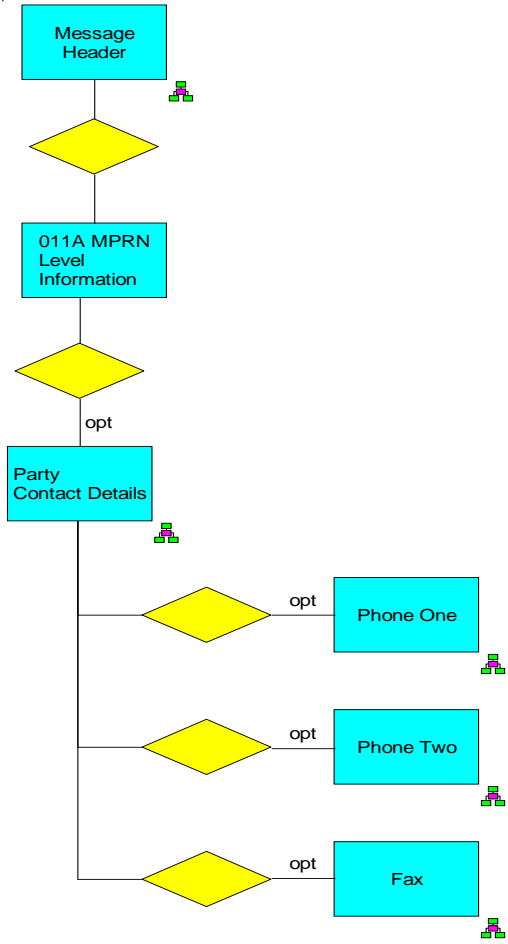 Message
Header
011A MPRN
Level
Information
opt
Party
Contact Details
opt
Phone One
opt
Phone Two
opt
Fax